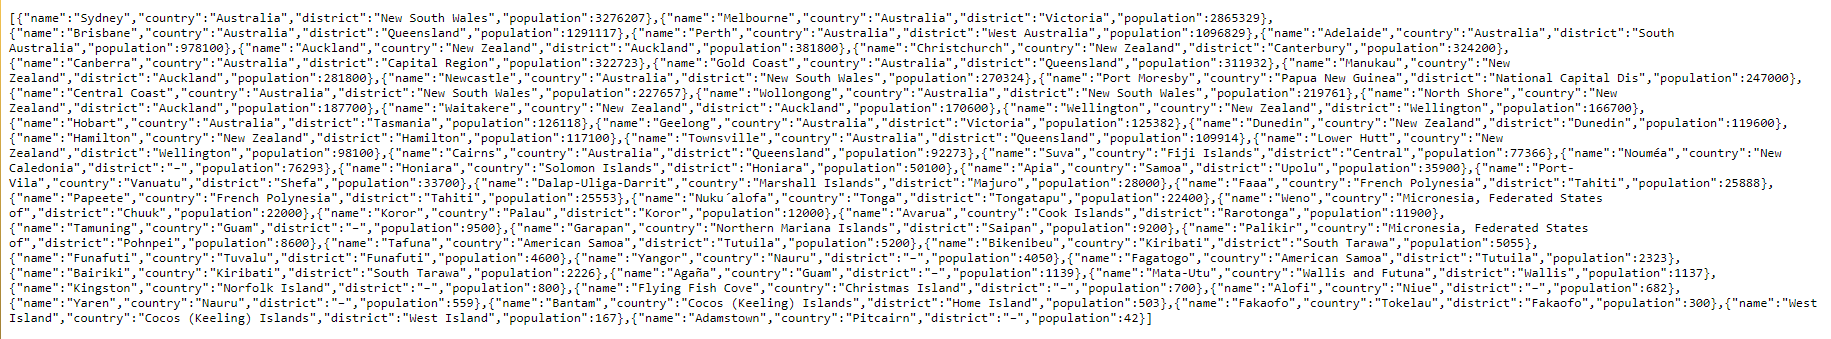 [{"name":"Sydney","country":"Australia","district":"New South Wales","population":3276207},{"name":"Melbourne","country":"Australia","district":"Victoria","population":2865329},
{"name":"Brisbane","country":"Australia","district":"Queensland","population":1291117},{"name":"Perth","country":"Australia","district":"West Australia","population":1096829},{"name":"Adelaide","country":"Australia","district":"South
Australia","population":978100},{"name":"Auckland","country":"New Zealand","district":"Auckland","population":381800},{"name":"Christchurch","country":"New Zealand","district":"Canterbury","population":324200},
{"name":"Canberra","country":"Australia","district":"Capital Region","population":322723},{"name":"Gold Coast","country":"Australia","district":"Queensland","population":311932},{"name":"Manukau","country":"New
Zealand","district":"Auckland","population":281800},{"name":"Newcastle","country":"Australia","district":"New South Wales","population":270324},{"name":"Port Moresby","country":"Papua New Guinea","district":"National Capital Dis","population":247000},
{"name":"Central Coast","country":"Australia","district":"New South Wales","population":227657},{"name":"Wollongong","country":"Australia","district":"New South Wales","population":219761},{"name":"North Shore","country":"New
Zealand","district":"Auckland","population":187700},{"name":"Waitakere","country":"New Zealand","district":"Auckland","population":170600},{"name":"Wellington","country":"New Zealand","district":"Wellington","population":166700},
{"name":"Hobart","country":"Australia","district":"Tasmania","population":126118},{"name":"Geelong","country":"Australia","district":"Victoria","population":125382},{"name":"Dunedin","country":"New Zealand","district":"Dunedin","population":119600},
{"name":"Hamilton","country":"New Zealand","district":"Hamilton","population":117100},{"name":"Townsville","country":"Australia","district":"Queensland","population":109914},{"name":"Lower Hutt","country":"New
Zealand","district":"Wellington","population":98100},{"name":"Cairns","country":"Australia","district":"Queensland","population":92273},{"name":"Suva","country":"Fiji Islands","district":"Central","population":77366},{"name":"Nouméa","country":"New
Caledonia","district":"–","population":76293},{"name":"Honiara","country":"Solomon Islands","district":"Honiara","population":50100},{"name":"Apia","country":"Samoa","district":"Upolu","population":35900},{"name":"Port-
Vila","country":"Vanuatu","district":"Shefa","population":33700},{"name":"Dalap-Uliga-Darrit","country":"Marshall Islands","district":"Majuro","population":28000},{"name":"Faaa","country":"French Polynesia","district":"Tahiti","population":25888},
{"name":"Papeete","country":"French Polynesia","district":"Tahiti","population":25553},{"name":"Nuku´alofa","country":"Tonga","district":"Tongatapu","population":22400},{"name":"Weno","country":"Micronesia, Federated States
of","district":"Chuuk","population":22000},{"name":"Koror","country":"Palau","district":"Koror","population":12000},{"name":"Avarua","country":"Cook Islands","district":"Rarotonga","population":11900},
{"name":"Tamuning","country":"Guam","district":"–","population":9500},{"name":"Garapan","country":"Northern Mariana Islands","district":"Saipan","population":9200},{"name":"Palikir","country":"Micronesia, Federated States
of","district":"Pohnpei","population":8600},{"name":"Tafuna","country":"American Samoa","district":"Tutuila","population":5200},{"name":"Bikenibeu","country":"Kiribati","district":"South Tarawa","population":5055},
{"name":"Funafuti","country":"Tuvalu","district":"Funafuti","population":4600},{"name":"Yangor","country":"Nauru","district":"–","population":4050},{"name":"Fagatogo","country":"American Samoa","district":"Tutuila","population":2323},
{"name":"Bairiki","country":"Kiribati","district":"South Tarawa","population":2226},{"name":"Agaña","country":"Guam","district":"–","population":1139},{"name":"Mata-Utu","country":"Wallis and Futuna","district":"Wallis","population":1137},
{"name":"Kingston","country":"Norfolk Island","district":"–","population":800},{"name":"Flying Fish Cove","country":"Christmas Island","district":"–","population":700},{"name":"Alofi","country":"Niue","district":"–","population":682},
{"name":"Yaren","country":"Nauru","district":"–","population":559},{"name":"Bantam","country":"Cocos (Keeling) Islands","district":"Home Island","population":503},{"name":"Fakaofo","country":"Tokelau","district":"Fakaofo","population":300},{"name":"West
Island","country":"Cocos (Keeling) Islands","district":"West Island","population":167},{"name":"Adamstown","country":"Pitcairn","district":"–","population":42}]